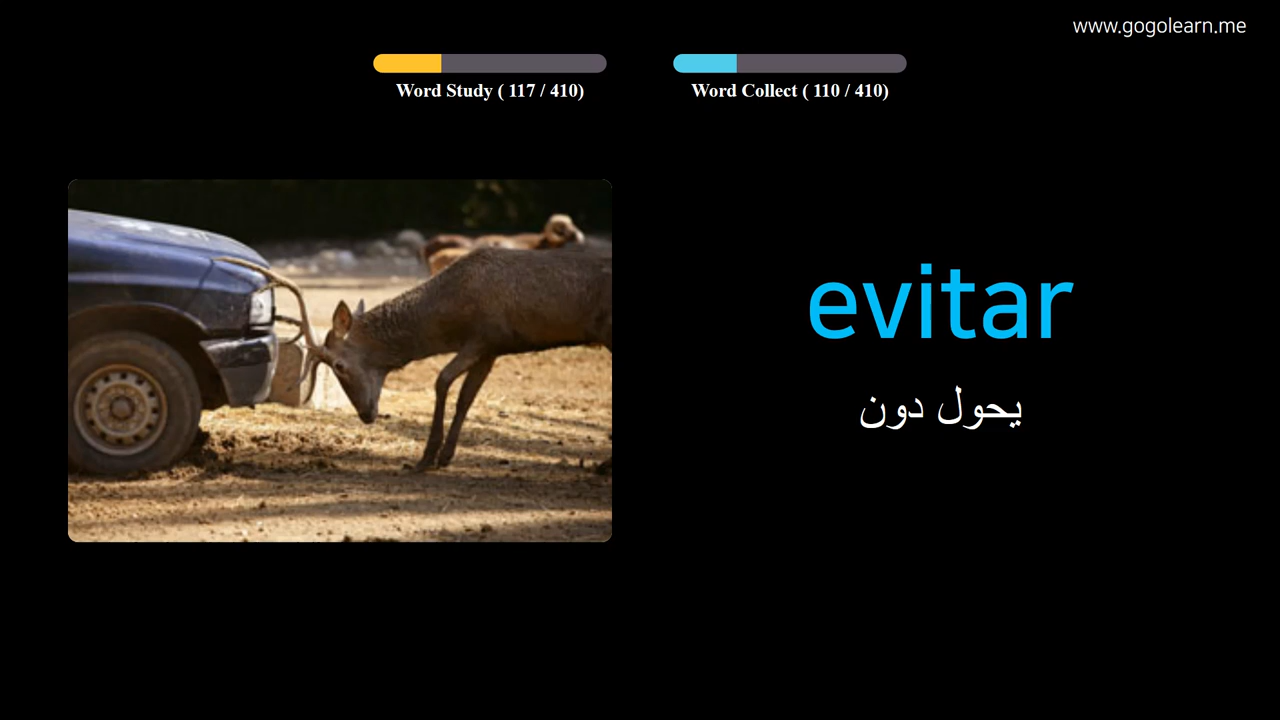 www.gogolearn.me
Word Study ( 117 / 410)
Word Collect ( 110 / 410)
evitar
يحول دون